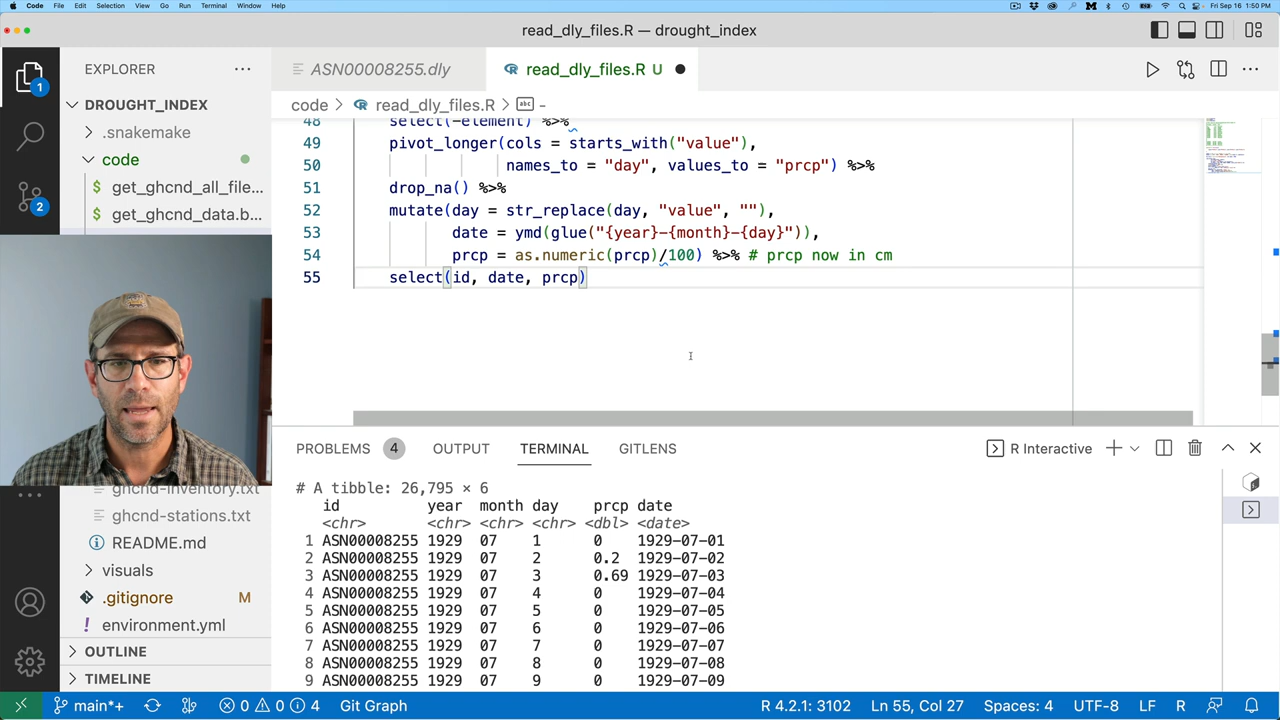 Code File Edit Selection View Go Run Terminal Window Help
Fri Sep 16 1:50 PM
read_dly_files.R — drought_index
EXPLORER
ASN00008255.dly
read_dly_files.R U
1
DROUGHT_INDEX
code > read_dly_files.R > abc -
.snakemake
code
get_ghcnd_all_file...
get_ghcnd_data.b...
2
48 select(-element) %>%
49 pivot_longer(cols = starts_with("value"),
50 names_to = "day", values_to = "prcp") %>%
51 drop_na() %>%
52 mutate(day = str_replace(day, "value", ""),
53 date = ymd(glue("{year}-{month}-{day}")),
54 prcp = as.numeric(prcp)/100) %>% # prcp now in cm
55 select(id, date, prcp)
PROBLEMS 4 OUTPUT TERMINAL GITLENS
R Interactive
ghcnd-inventory.txt
ghcnd-stations.txt
README.md
visuals
.gitignore M
environment.yml
OUTLINE
TIMELINE
# A tibble: 26,795 × 6
id year month day prcp date
<chr> <chr> <chr> <chr> <dbl> <date>
1 ASN00008255 1929 07 1 0 1929-07-01
2 ASN00008255 1929 07 2 0.2 1929-07-02
3 ASN00008255 1929 07 3 0.69 1929-07-03
4 ASN00008255 1929 07 4 0 1929-07-04
5 ASN00008255 1929 07 5 0 1929-07-05
6 ASN00008255 1929 07 6 0 1929-07-06
7 ASN00008255 1929 07 7 0 1929-07-07
8 ASN00008255 1929 07 8 0 1929-07-08
9 ASN00008255 1929 07 9 0 1929-07-09
main*+ 0 0 4 Git Graph
R 4.2.1: 3102 Ln 55, Col 27 Spaces: 4 UTF-8 LF R